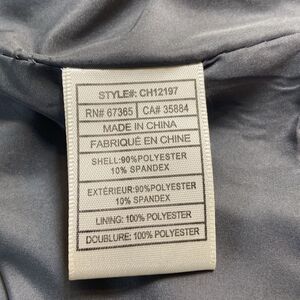 STYLE#: CH12197
RN# 67365 CA# 35884
MADE IN CHINA
FABRIQUÉ EN CHINE
SHELL:90%POLYESTER
10% SPANDEX
EXTÉRIEUR:90%POLYESTER
10% SPANDEX
LINING: 100% POLYESTER
DOUBLURE: 100% POLYESTER